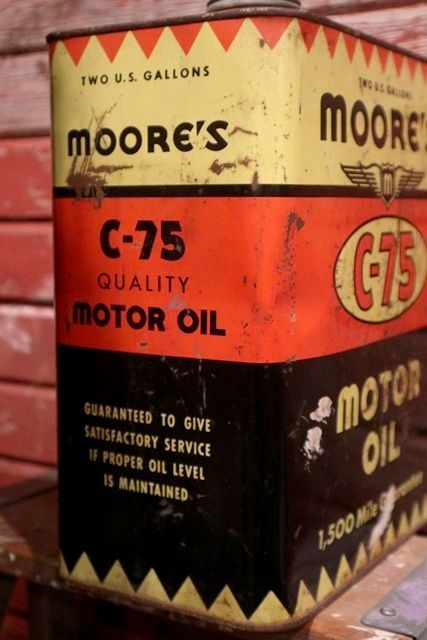 TWO U.S. GALLONS
MOORE'S
C-75
QUALITY
MOTOR OIL
GUARANTEED TO GIVE
SATISFACTORY SERVICE
IF PROPER OIL LEVEL
IS MAINTAINED
TWO U.S. GALLONS
MOORE'S
M
C-75
MOTOR
OIL
1,500 Mile Guarantee